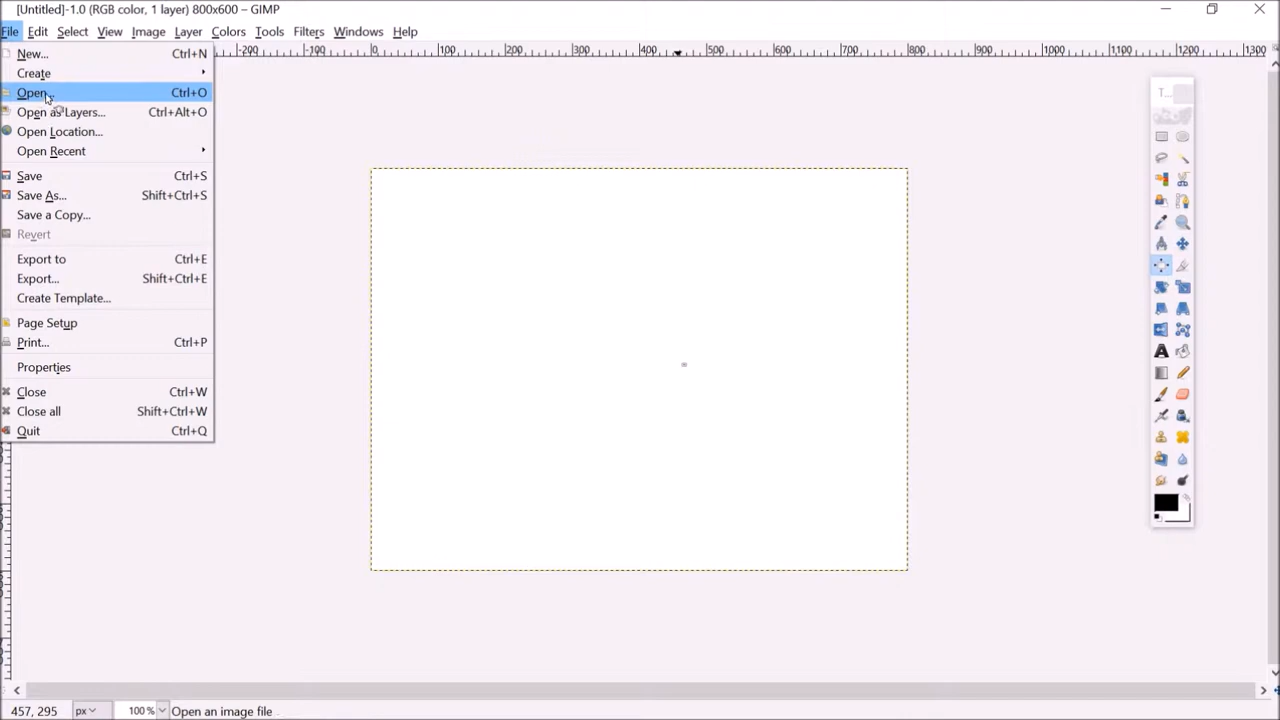 [Untitled]-1.0 (RGB color, 1 layer) 800x600 – GIMP
File Edit Select View Image Layer Colors Tools Filters Windows Help
-200 -100 0 100 200 300 400 500 600 700 800 900 1000 1100 1200 1300
New... Ctrl+N
Create
Open... Ctrl+O
Open as Layers... Ctrl+Alt+O
Open Location...
Open Recent
Save Ctrl+S
Save As... Shift+Ctrl+S
Save a Copy...
Revert
Export to Ctrl+E
Export... Shift+Ctrl+E
Create Template...
Page Setup
Print... Ctrl+P
Properties
Close Ctrl+W
Close all Shift+Ctrl+W
Quit Ctrl+Q
T...
457, 295 px 100 % Open an image file